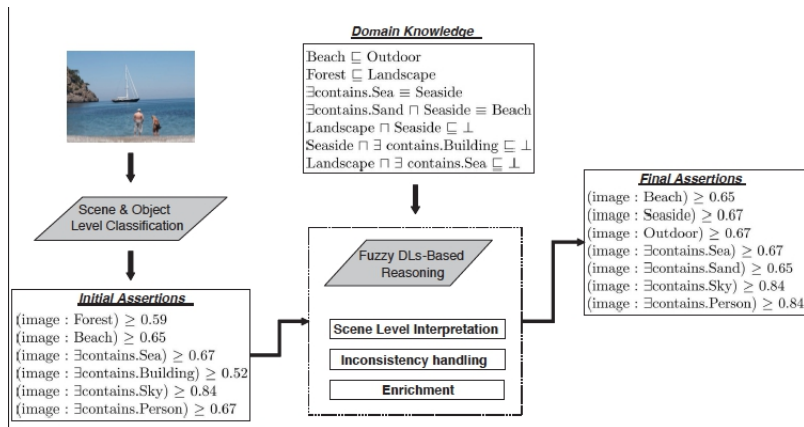 Domain Knowledge
Beach ⊑ Outdoor
Forest ⊑ Landscape
∃contains.Sea ≡ Seaside
∃contains.Sand ⊓ Seaside ≡ Beach
Landscape ⊓ Seaside ⊑ ⊥
Seaside ⊓ ∃ contains.Building ⊑ ⊥
Landscape ⊓ ∃ contains.Sea ⊑ ⊥
Scene & Object
Level Classification
Initial Assertions
(image : Forest) ≥ 0.59
(image : Beach) ≥ 0.65
(image : ∃contains.Sea) ≥ 0.67
(image : ∃contains.Building) ≥ 0.52
(image : ∃contains.Sky) ≥ 0.84
(image : ∃contains.Person) ≥ 0.67
Fuzzy DLs-Based
Reasoning
Scene Level Interpretation
Inconsistency handling
Enrichment
Final Assertions
(image : Beach) ≥ 0.65
(image : Seaside) ≥ 0.67
(image : Outdoor) ≥ 0.67
(image : ∃contains.Sea) ≥ 0.67
(image : ∃contains.Sand) ≥ 0.65
(image : ∃contains.Sky) ≥ 0.84
(image : ∃contains.Person) ≥ 0.84